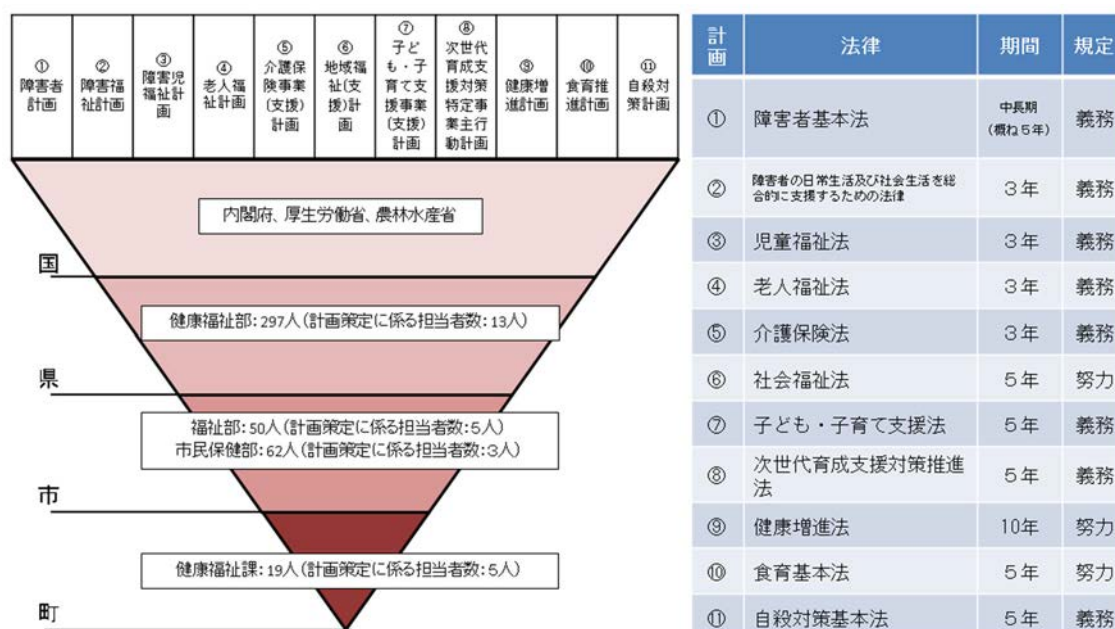 ①
障害者
計画
②
障害福
祉計画
③
障害児
福祉計
画
④
老人福
祉計画
⑤
介護保
険事業
(支援)
計画
⑥
地域福
祉(支
援)計
画
⑦
子ど
も・子
育て支
援事業
(支援)
計画
⑧
次世代
育成支
援対策
特定事
業主行
動計画
⑨
健康増
進計画
⑩
食育推
進計画
⑪
自殺対
策計画
内閣府、厚生労働省、農林水産省
国
健康福祉部:297人(計画策定に係る担当者数:13人)
県
福祉部:50人(計画策定に係る担当者数:5人)
市民保健部:62人(計画策定に係る担当者数:3人)
市
健康福祉課:19人(計画策定に係る担当者数:5人)
町
計画 法律 期間 規定
① 障害者基本法 中長期 義務
(概ね5年)
② 障害者の日常生活及び社会生活を総 3年 義務
合的に支援するための法律
③ 児童福祉法 3年 義務
④ 老人福祉法 3年 義務
⑤ 介護保険法 3年 義務
⑥ 社会福祉法 5年 努力
⑦ 子ども・子育て支援法 5年 義務
⑧ 次世代育成支援対策推進 5年 義務
法
⑨ 健康増進法 10年 努力
⑩ 食育基本法 5年 努力
⑪ 自殺対策基本法 5年 義務